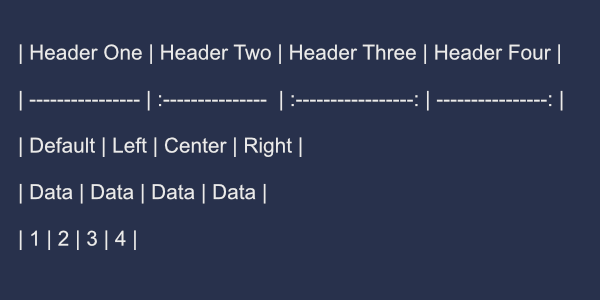 | Header One | Header Two | Header Three | Header Four |
| ---------------- | :---------------  | :-----------------: | ----------------: |
| Default | Left | Center | Right |
| Data | Data | Data | Data |
| 1 | 2 | 3 | 4 |